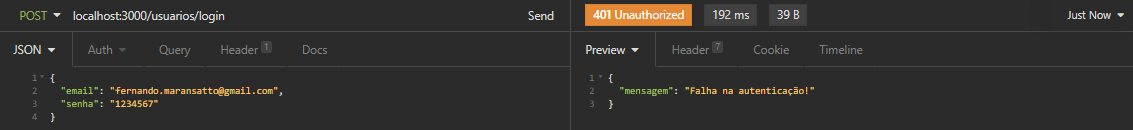 POST localhost:3000/usuarios/login Send 401 Unauthorized 192 ms 39 B Just Now
JSON Auth Query Header 1 Docs Preview Header 7 Cookie Timeline
1 { 1 {
2 "email": "fernando.maransatto@gmail.com", 2 "mensagem": "Falha na autenticação!"
3 "senha": "1234567" 3 }
4 }